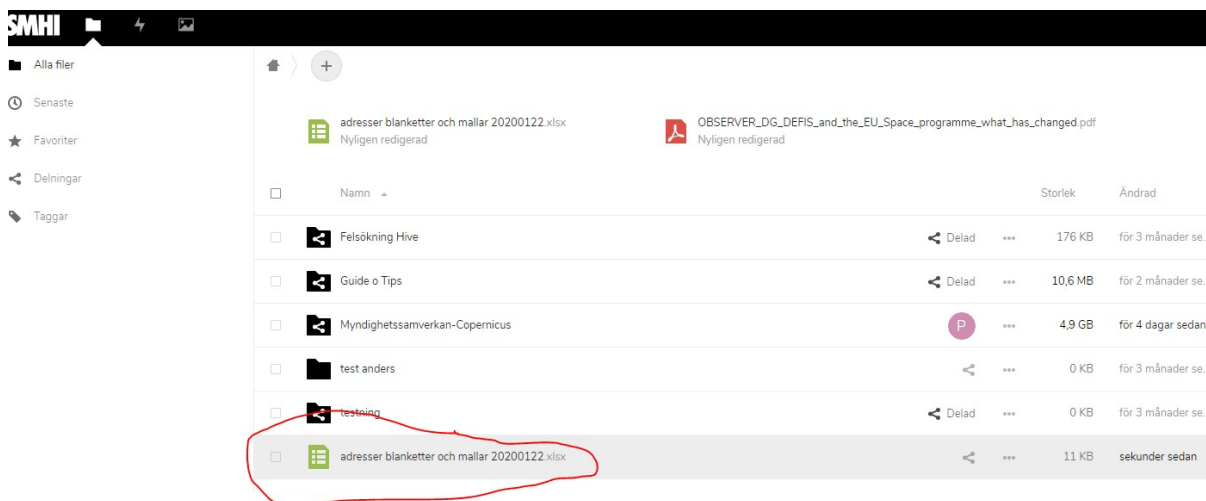 SMHI
Alla filer
Senaste
Favoriter
Delningar
Taggar
+
adresser blanketter och mallar 20200122.xlsx
Nyligen redigerad
OBSERVER_DG_DEFIS_and_the_EU_Space_programme_what_has_changed.pdf
Nyligen redigerad
Namn Storlek Ändrad
Felsökning Hive Delad ••• 176 KB för 3 månader se.
Guide o Tips Delad ••• 10,6 MB för 2 månader se.
Myndighetssamverkan-Copernicus P ••• 4,9 GB för 4 dagar sedan
test anders ••• 0 KB för 3 månader se.
testning Delad ••• 0 KB för 3 månader se.
adresser blanketter och mallar 20200122.xlsx ••• 11 KB sekunder sedan